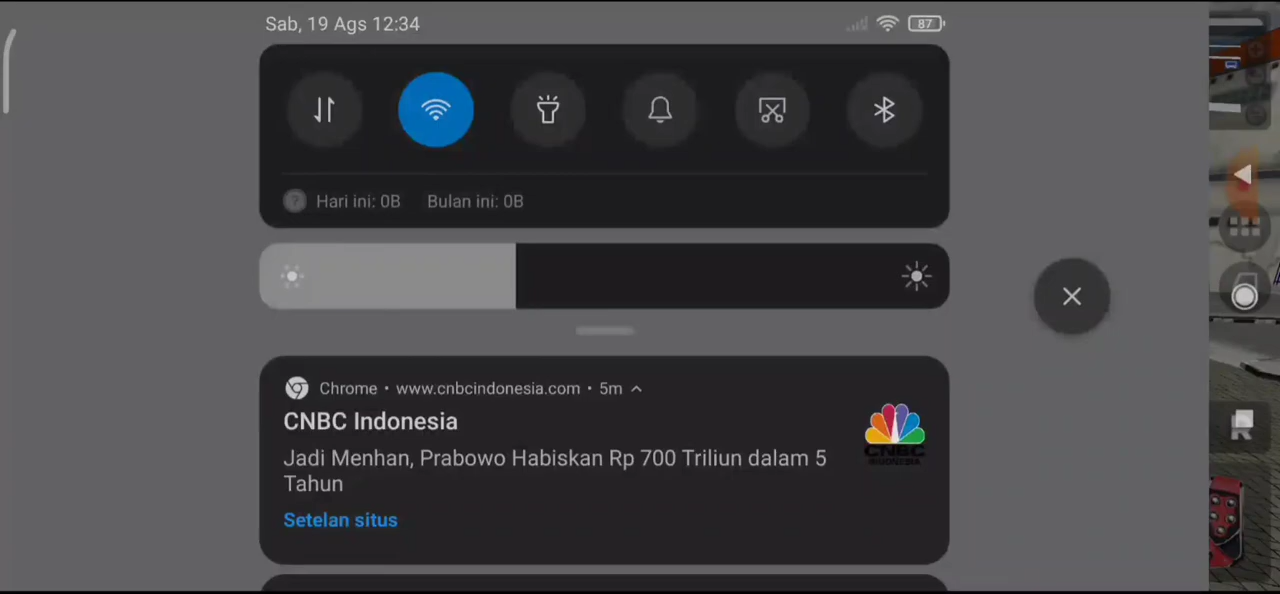 Sab, 19 Ags 12:34
87
Hari ini: 0B Bulan ini: 0B
Chrome • www.cnbcindonesia.com • 5m
CNBC Indonesia
CNBC
INDONESIA
Jadi Menhan, Prabowo Habiskan Rp 700 Triliun dalam 5
Tahun
Setelan situs
R